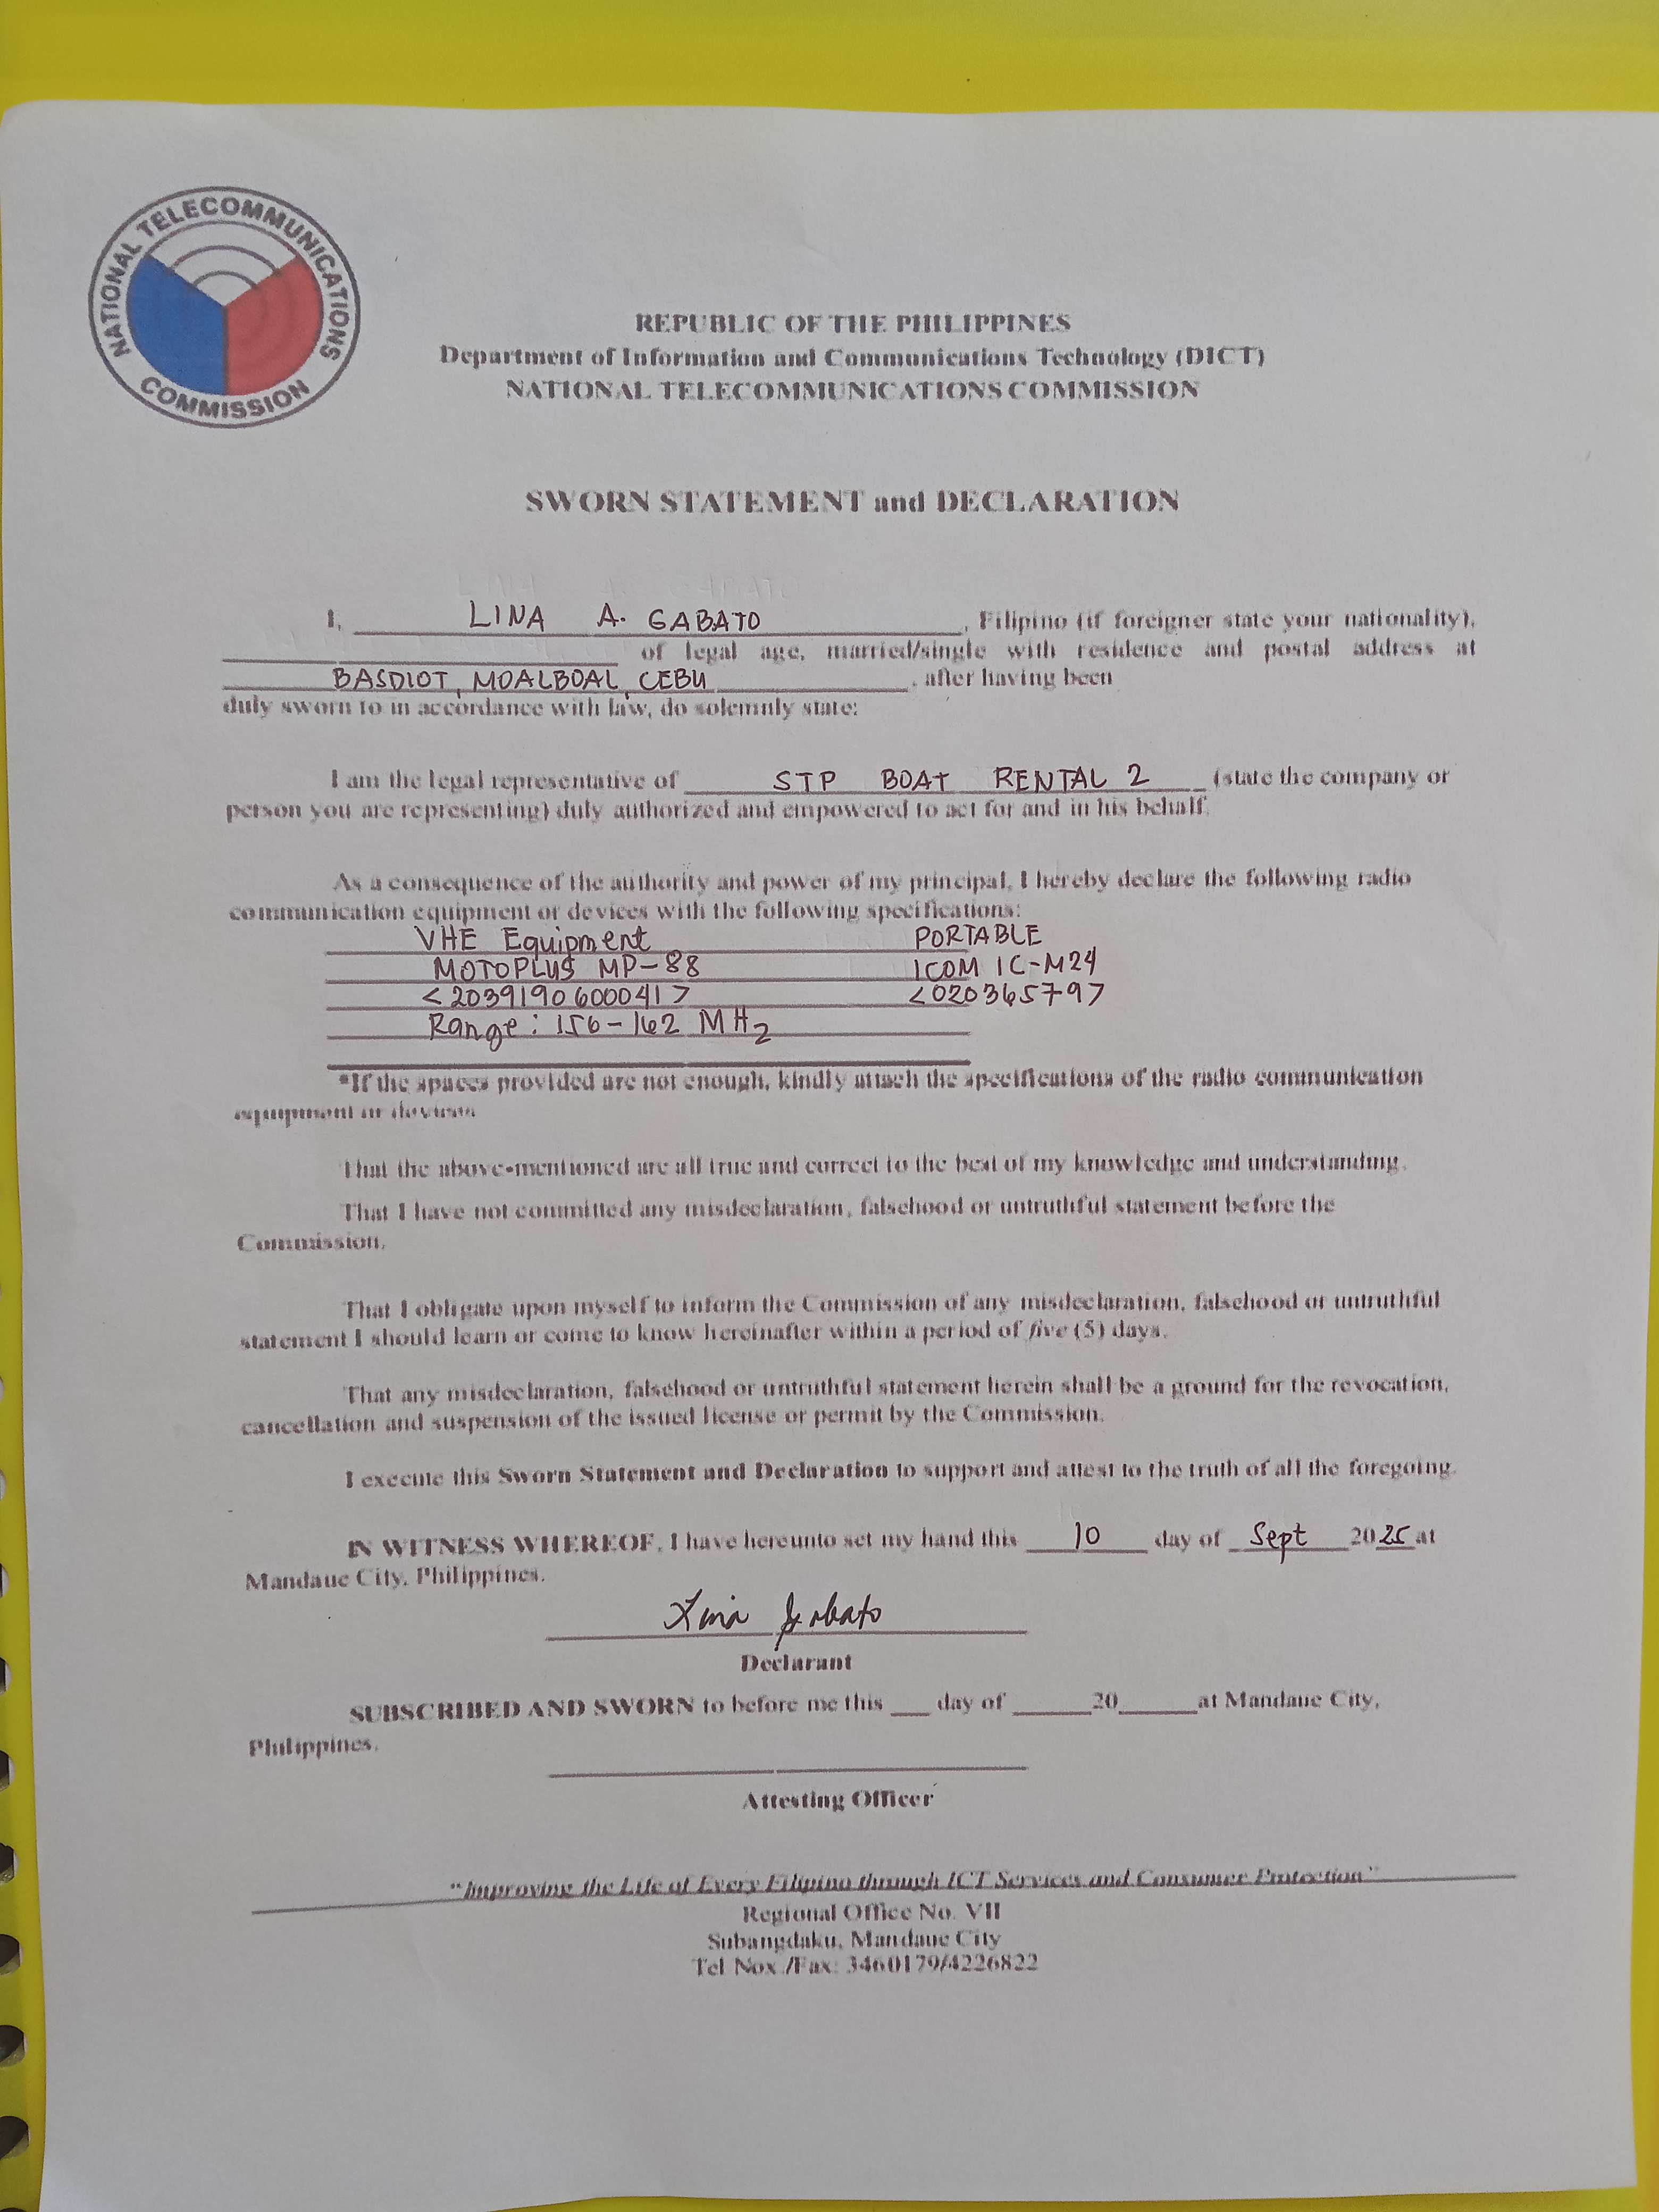 NATIONAL TELECOMMUNICATIONS COMMISSION
REPUBLIC OF THE PHILIPPINES
Department of Information and Communications Technology (DICT)
NATIONAL TELECOMMUNICATIONS COMMISSION
SWORN STATEMENT and DECLARATION
I, LINA A. GABATO, Filipino (if foreigner state your nationality),
of legal age, married/single with residence and postal address at
BASDIOT, MOALBOAL, CEBU, after having been
duly sworn to in accordance with law, do solemnly state:
I am the legal representative of STP BOAT RENTAL 2 (state the company or
person you are representing) duly authorized and empowered to act for and in his behalf.
As a consequence of the authority and power of my principal, I hereby declare the following radio
communication equipment or devices with the following specifications:
VHE Equipment PORTABLE
MOTOPLUS MP-88 ICOM IC-M24
<2039190600041> <020365797
Range: 156-162 MHz
*If the spaces provided are not enough, kindly attach the specifications of the radio communication
equipment or devices
That the above-mentioned are all true and correct to the best of my knowledge and understanding.
That I have not committed any misdeclaration, falsehood or untruthful statement before the
Commission.
That I obligate upon myself to inform the Commission of any misdeclaration, falsehood or untruthful
statement I should learn or come to know hereinafter within a period of five (5) days.
That any misdeclaration, falsehood or untruthful statement herein shall be a ground for the revocation,
cancellation and suspension of the issued license or permit by the Commission.
I execute this Sworn Statement and Declaration to support and attest to the truth of all the foregoing.
IN WITNESS WHEREOF, I have hereunto set my hand this 10 day of Sept 2025 at
Mandaue City, Philippines.
Lina Gabato
Declarant
SUBSCRIBED AND SWORN to before me this ___ day of ______20______at Mandaue City,
Philippines.
Attesting Officer
"Improving the Life of Every Filipino through ICT Services and Consumer Protection"
Regional Office No. VII
Subangdaku, Mandaue City
Tel Nox./Fax: 3460179/4226822